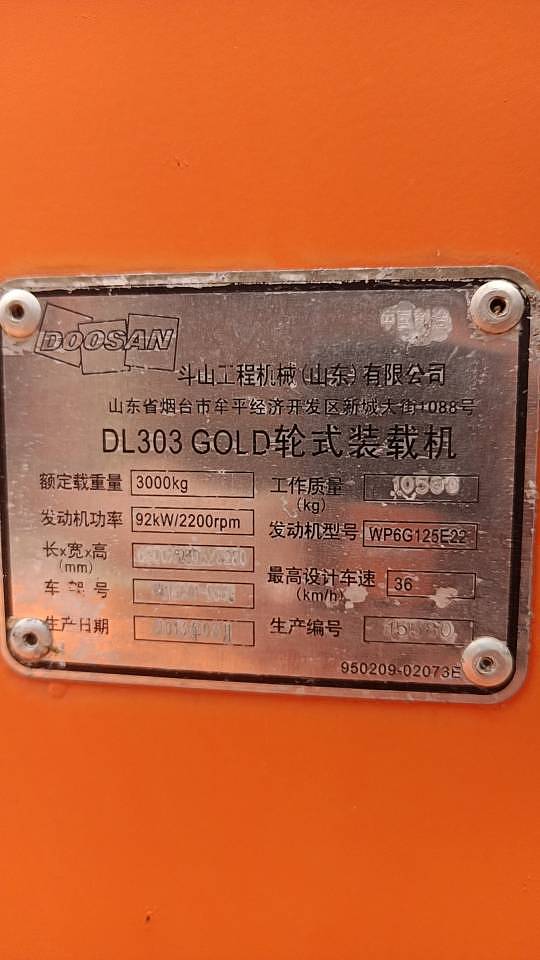 DOOSAN
中国制造
斗山工程机械(山东)有限公司
山东省烟台市牟平经济开发区新城大街1088号
DL303 GOLD轮式装载机
额定载重量 3000kg 工作质量(kg)
发动机功率 92kW/2200rpm 发动机型号 WP6G125E22
长x宽x高(mm)
车架号 最高设计车速(km/h) 36
生产日期 生产编号
950209-02073E